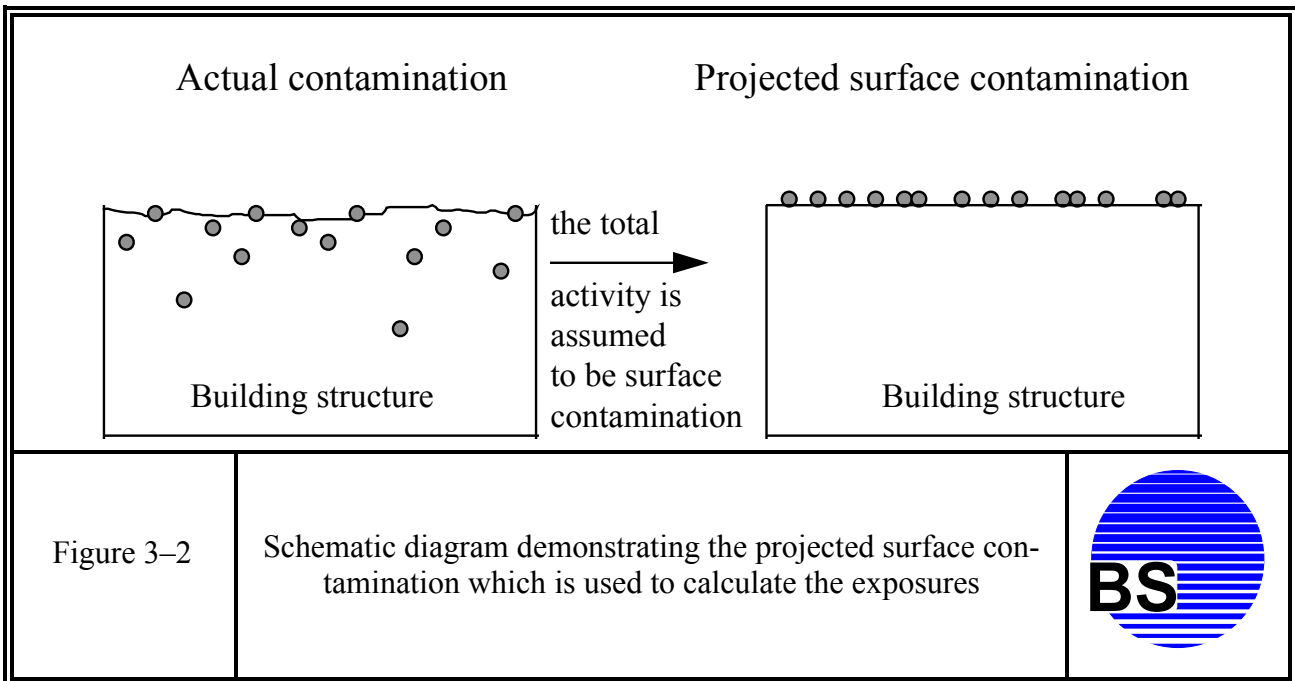 Actual contamination
Projected surface contamination
the total
activity is
assumed
to be surface
contamination
Building structure
Building structure
Figure 3–2
Schematic diagram demonstrating the projected surface con-
tamination which is used to calculate the exposures
BS